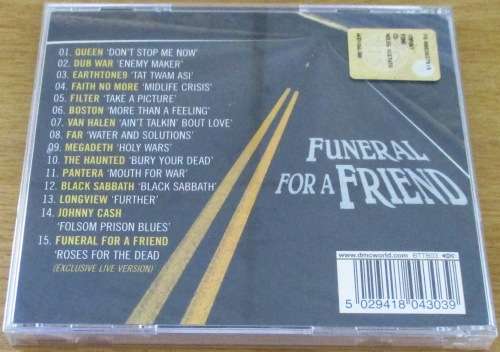 01. QUEEN 'DON'T STOP ME NOW'
02. DUB WAR 'ENEMY MAKER'
03. EARTHTONE9 'TAT TWAM ASI'
04. FAITH NO MORE 'MIDLIFE CRISIS'
05. FILTER 'TAKE A PICTURE'
06. BOSTON 'MORE THAN A FEELING'
07. VAN HALEN 'AIN'T TALKIN' BOUT LOVE'
08. FAR 'WATER AND SOLUTIONS'
09. MEGADETH 'HOLY WARS'
10. THE HAUNTED 'BURY YOUR DEAD'
11. PANTERA 'MOUTH FOR WAR'
12. BLACK SABBATH 'BLACK SABBATH'
13. LONGVIEW 'FURTHER'
14. JOHNNY CASH
'FOLSOM PRISON BLUES'
15. FUNERAL FOR A FRIEND
'ROSES FOR THE DEAD
(EXCLUSIVE LIVE VERSION)
FUNERAL
FOR A FRIEND
www.dmcworld.com
5 029418 043039